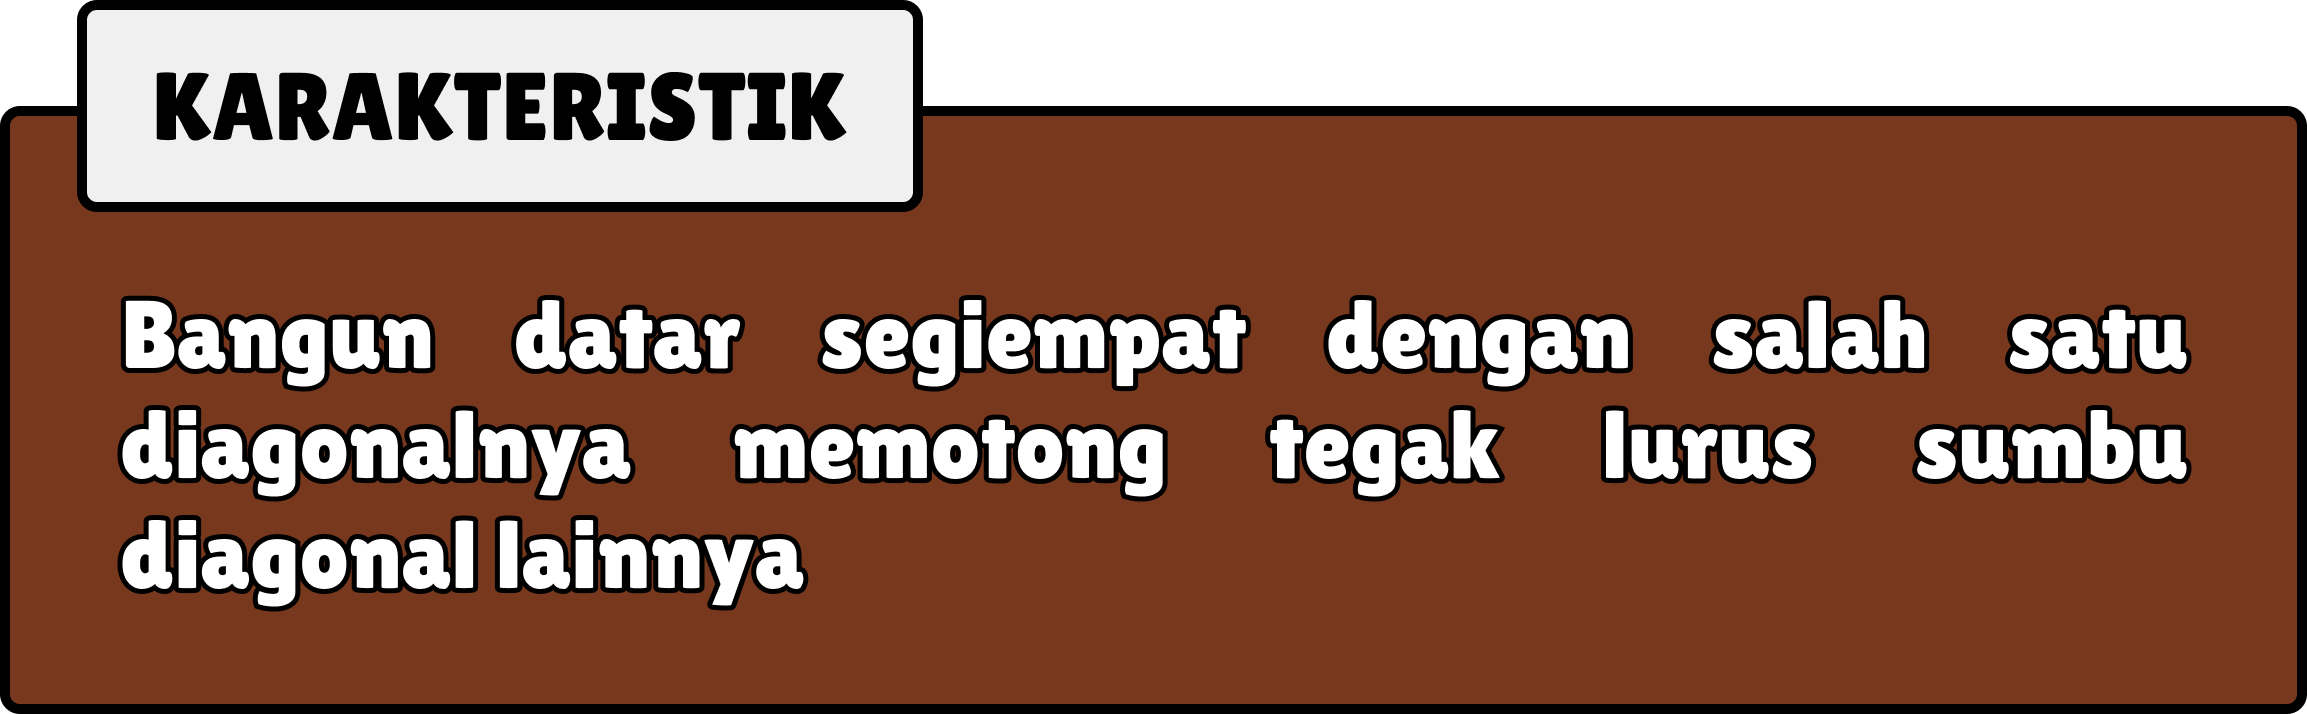 KARAKTERISTIK
Bangun datar segiempat dengan salah satu
diagonalnya memotong tegak lurus sumbu
diagonal lainnya